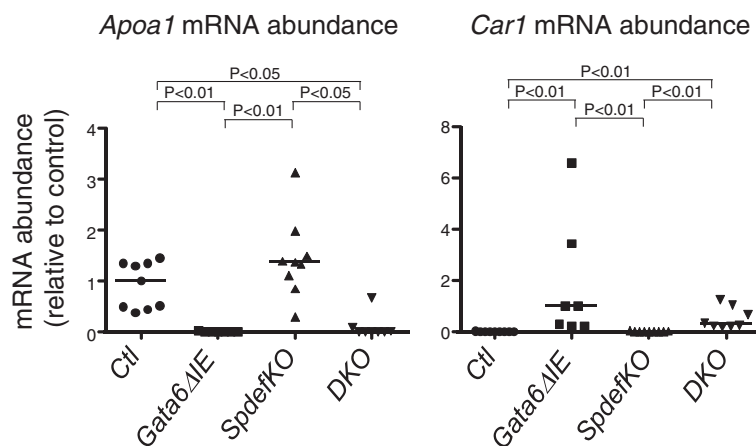 Apoa1 mRNA abundance
P<0.05
P<0.01 P<0.05
P<0.01
mRNA abundance
(relative to control)
4
3
2
1
0
Ctl
Gata6ΔIE
SpdefKO
DKO
Car1 mRNA abundance
P<0.01
P<0.01 P<0.01
P<0.01
8
6
4
2
0
Ctl
Gata6ΔIE
SpdefKO
DKO